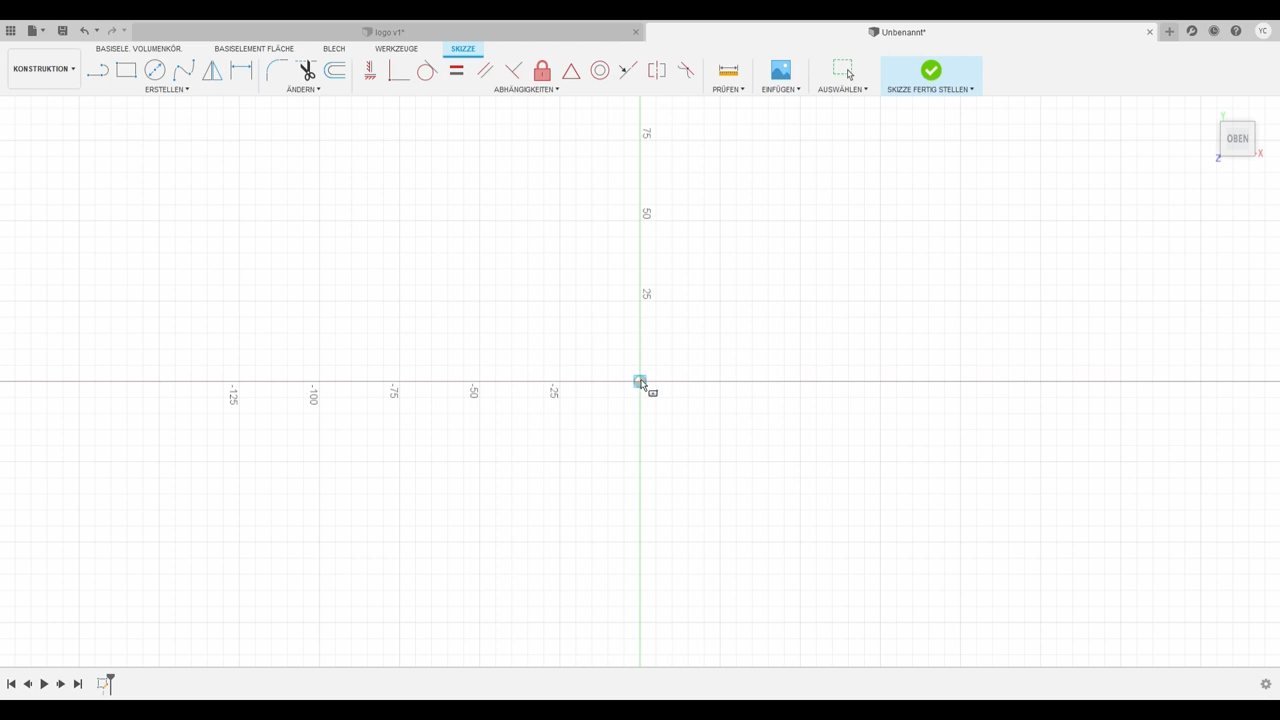 logo v1*
Unbenannt*
YC
KONSTRUKTION
BASISELE. VOLUMENKÖR.
BASISELEMENT FLÄCHE
BLECH
WERKZEUGE
SKIZZE
ERSTELLEN
ÄNDERN
ABHÄNGIGKEITEN
PRÜFEN
EINFÜGEN
AUSWÄHLEN
SKIZZE FERTIG STELLEN
Y
OBEN
X
Z
75
50
25
-125
-100
-75
-50
-25